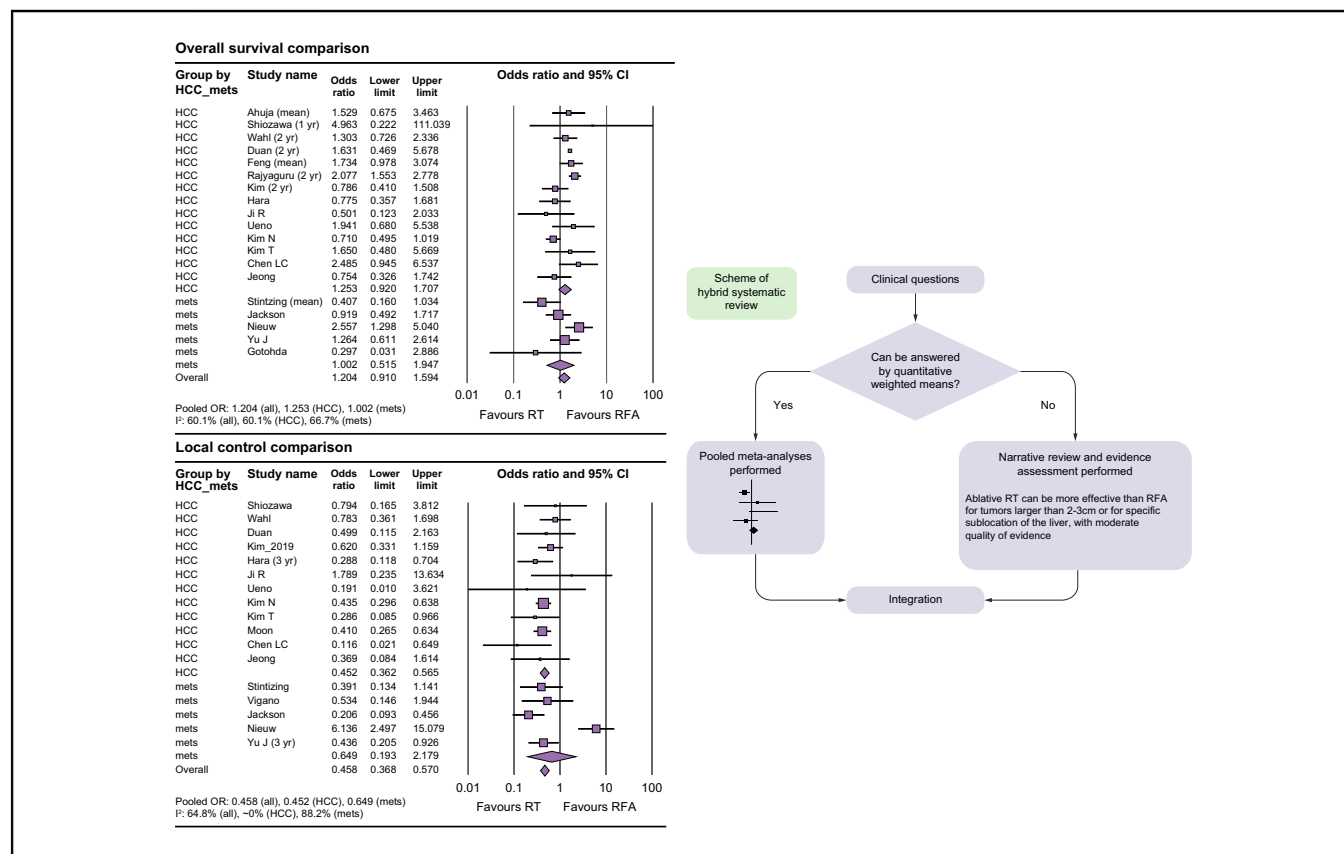 Overall survival comparison
Group by HCC_mets Study name Odds ratio Lower limit Upper limit Odds ratio and 95% CI
HCC Ahuja (mean) 1.529 0.675 3.463
HCC Shiozawa (1 yr) 4.963 0.222 111.039
HCC Wahl (2 yr) 1.303 0.726 2.336
HCC Duan (2 yr) 1.631 0.469 5.678
HCC Feng (mean) 1.734 0.978 3.074
HCC Rajyaguru (2 yr) 2.077 1.553 2.778
HCC Kim (2 yr) 0.786 0.410 1.508
HCC Hara 0.775 0.357 1.681
HCC Ji R 0.501 0.123 2.033
HCC Ueno 1.941 0.680 5.538
HCC Kim N 0.710 0.495 1.019
HCC Kim T 1.650 0.480 5.669
HCC Chen LC 2.485 0.945 6.537
HCC Jeong 0.754 0.326 1.742
HCC 1.253 0.920 1.707
mets Stintzing (mean) 0.407 0.160 1.034
mets Jackson 0.919 0.492 1.717
mets Nieuw 2.557 1.298 5.040
mets Yu J 1.264 0.611 2.614
mets Gotohda 0.297 0.031 2.886
mets 1.002 0.515 1.947
Overall 1.204 0.910 1.594
0.01 0.1 1 10 100
Favours RT Favours RFA
Pooled OR: 1.204 (all), 1.253 (HCC), 1.002 (mets)
I²: 60.1% (all), 60.1% (HCC), 66.7% (mets)
Local control comparison
Group by HCC_mets Study name Odds ratio Lower limit Upper limit Odds ratio and 95% CI
HCC Shiozawa 0.794 0.165 3.812
HCC Wahl 0.783 0.361 1.698
HCC Duan 0.499 0.115 2.163
HCC Kim_2019 0.620 0.331 1.159
HCC Hara (3 yr) 0.288 0.118 0.704
HCC Ji R 1.789 0.235 13.634
HCC Ueno 0.191 0.010 3.621
HCC Kim N 0.435 0.296 0.638
HCC Kim T 0.286 0.085 0.966
HCC Moon 0.410 0.265 0.634
HCC Chen LC 0.116 0.021 0.649
HCC Jeong 0.369 0.084 1.614
HCC 0.452 0.362 0.565
mets Stintizing 0.391 0.134 1.141
mets Vigano 0.534 0.146 1.944
mets Jackson 0.206 0.093 0.456
mets Nieuw 6.136 2.497 15.079
mets Yu J (3 yr) 0.436 0.205 0.926
mets 0.649 0.193 2.179
Overall 0.458 0.368 0.570
0.01 0.1 1 10 100
Favours RT Favours RFA
Pooled OR: 0.458 (all), 0.452 (HCC), 0.649 (mets)
I²: 64.8% (all), ~0% (HCC), 88.2% (mets)
Scheme of
hybrid systematic
review
Clinical questions
Can be answered
by quantitative
weighted means?
Yes
No
Pooled meta-analyses
performed
Narrative review and evidence
assessment performed
Ablative RT can be more effective than RFA
for tumors larger than 2-3cm or for specific
sublocation of the liver, with moderate
quality of evidence
Integration